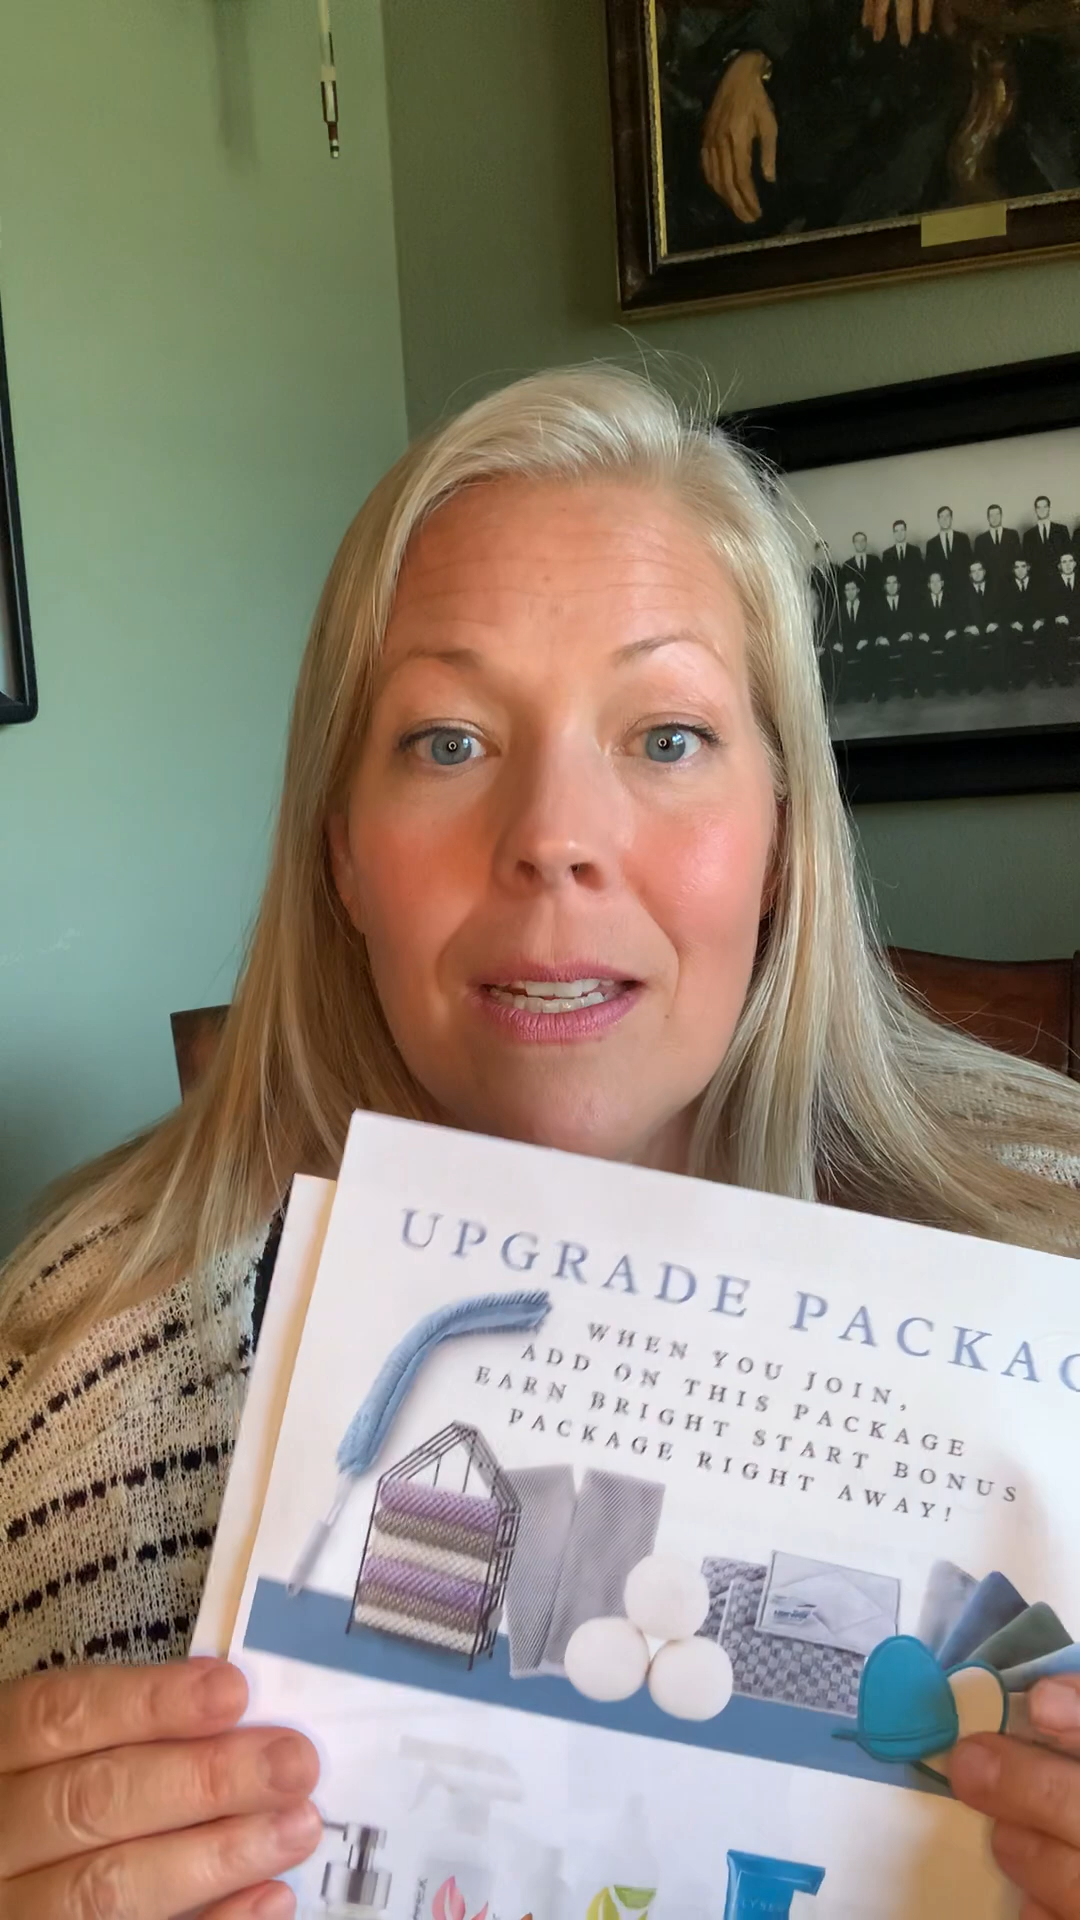 UPGRADE PACKAG
WHEN YOU JOIN,
ADD ON THIS PACKAGE
EARN BRIGHT START BONUS
PACKAGE RIGHT AWAY!